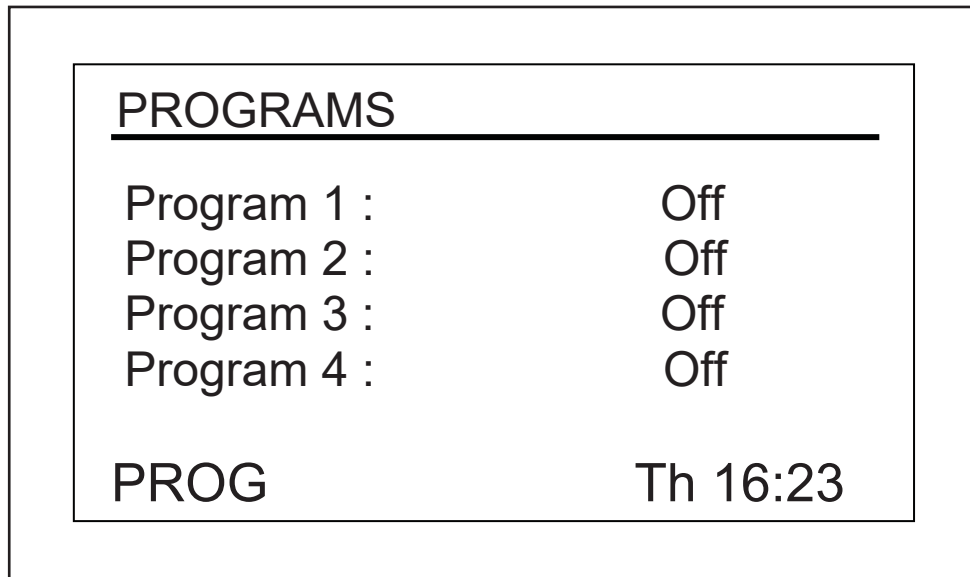 PROGRAMS
Program 1 : Off
Program 2 : Off
Program 3 : Off
Program 4 : Off
PROG Th 16:23